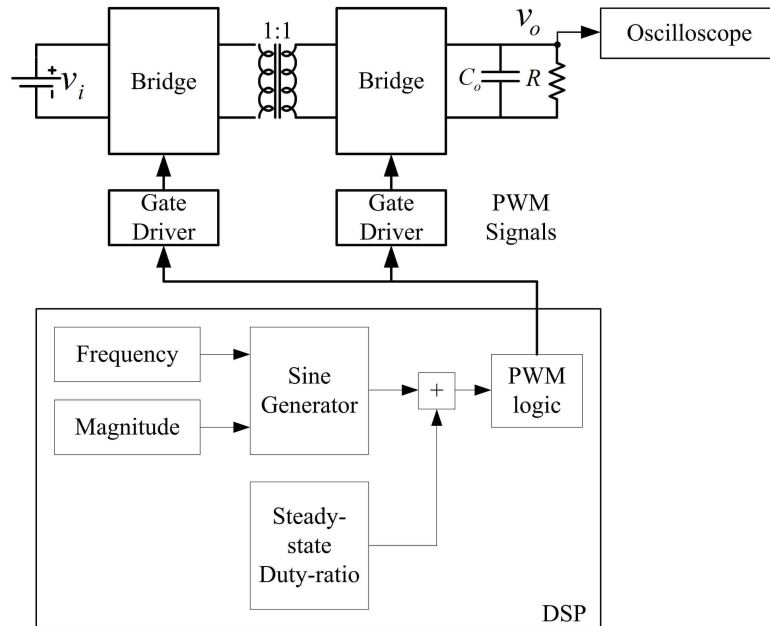 1:1
v_o
Oscilloscope
+
v_i
Bridge
Bridge
C_o
R
Gate
Driver
Gate
Driver
PWM
Signals
Frequency
Magnitude
Sine
Generator
+
PWM
logic
Steady-
state
Duty-ratio
DSP